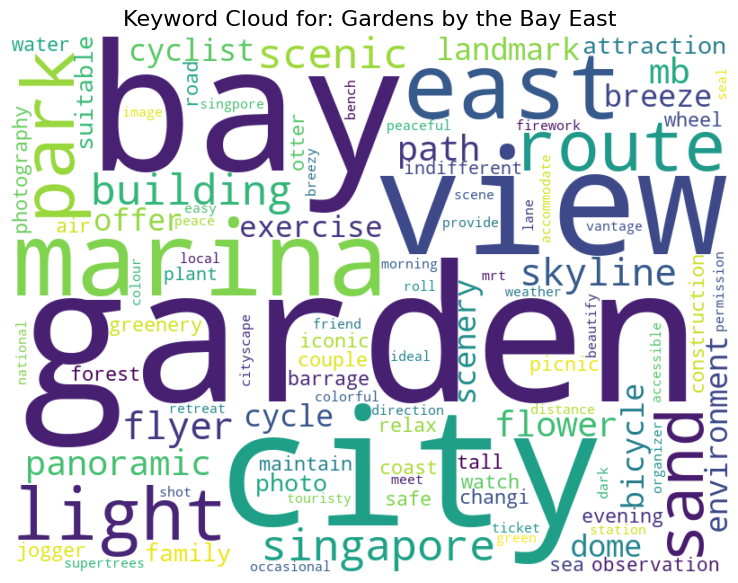 Keyword Cloud for: Gardens by the Bay East
water
suitable
cyclist
road
scenic
landmark
attraction
seal
park
image
singpore
bay
bench
east
mb
breeze
wheel
photography
otter
peaceful
firework
path
route
indifferent
building
breezy
easy
peace
offer
air
exercise
view
scene
provide
lane
accommodate
vantage
marina
local
plant
colour
morning
roll
mrt
skyline
weather
permission
construction
garden
greenery
national
forest
cityscape
friend
iconic
couple
barrage
colorful
ideal
scenery
direction
picnic
beautify
distance
accessible
environment
flyer
retreat
cycle
relax
flower
bicycle
sand
organizer
panoramic
city
maintain
photo
touristy
coast
safe
meet
tall
watch
changi
dark
light
shot
evening
station
ticket
green
jogger
family
supertrees
occasional
singapore
dome
sea
observation